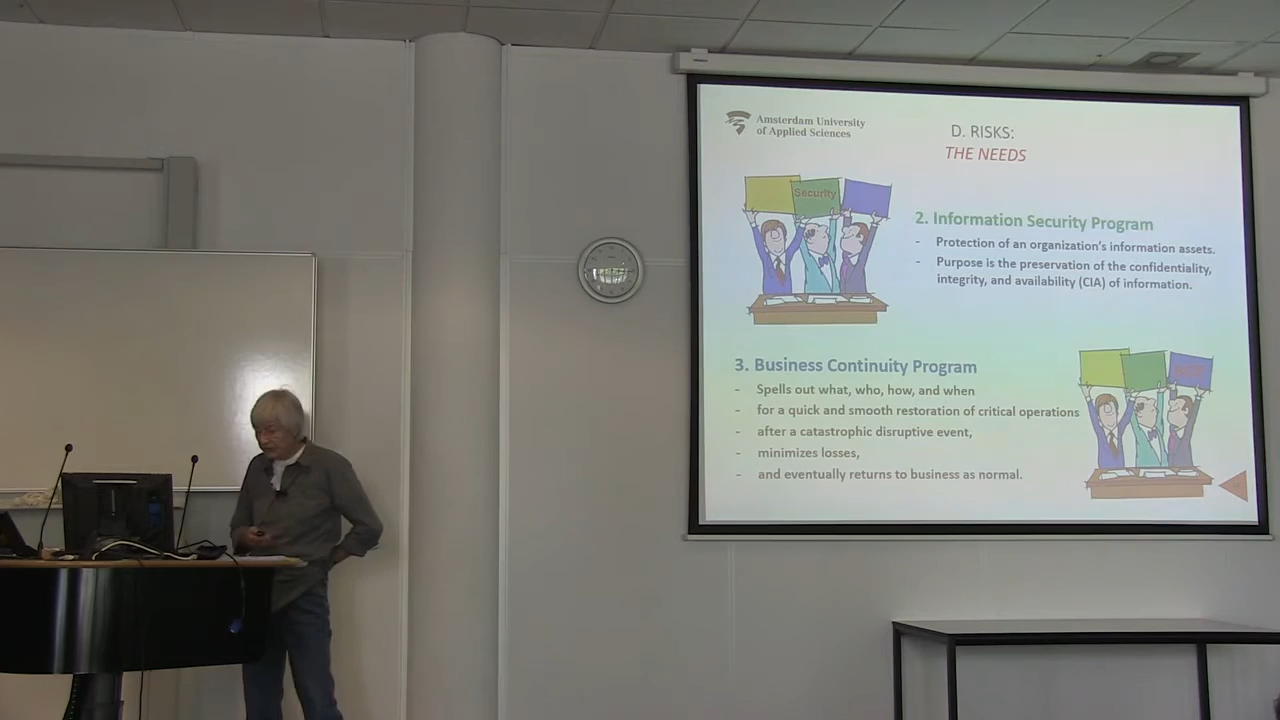 Amsterdam University
of Applied Sciences
D. RISKS:
THE NEEDS
Security
2. Information Security Program
- Protection of an organization's information assets.
- Purpose is the preservation of the confidentiality,
integrity, and availability (CIA) of information.
3. Business Continuity Program
- Spells out what, who, how, and when
- for a quick and smooth restoration of critical operations
- after a catastrophic disruptive event,
- minimizes losses,
- and eventually returns to business as normal.